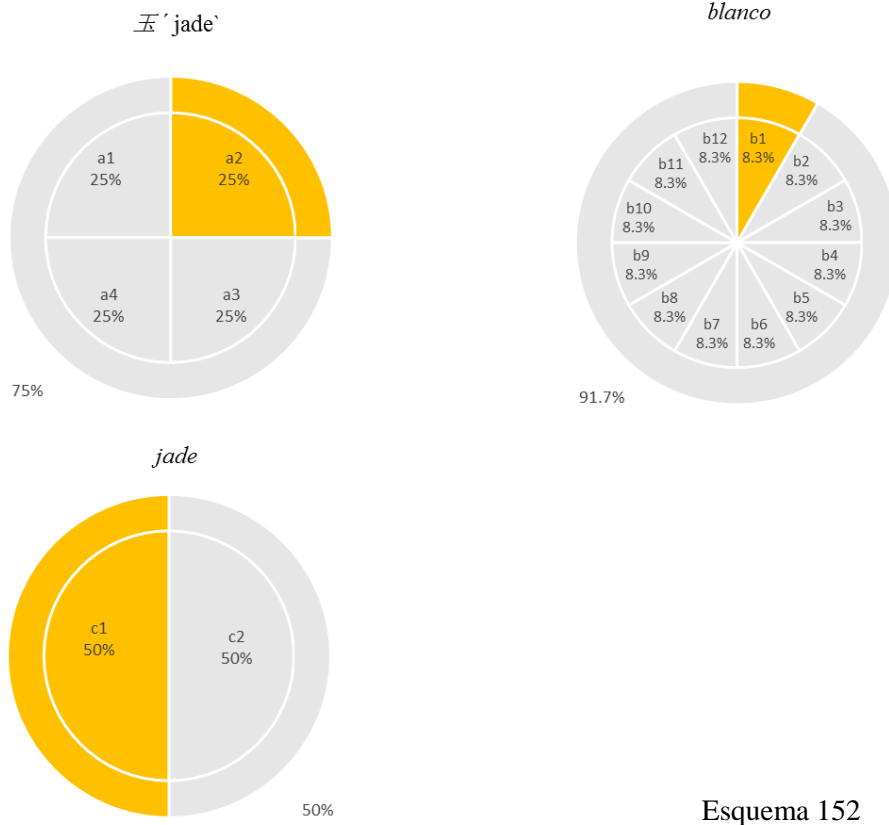 玉 ´jade`
a1
25%
a2
25%
a4
25%
a3
25%
75%
blanco
b12
8.3%
b1
8.3%
b11
8.3%
b2
8.3%
b10
8.3%
b3
8.3%
b9
8.3%
b4
8.3%
b8
8.3%
b5
8.3%
b7
8.3%
b6
8.3%
91.7%
jade
c1
50%
c2
50%
50%
Esquema 152